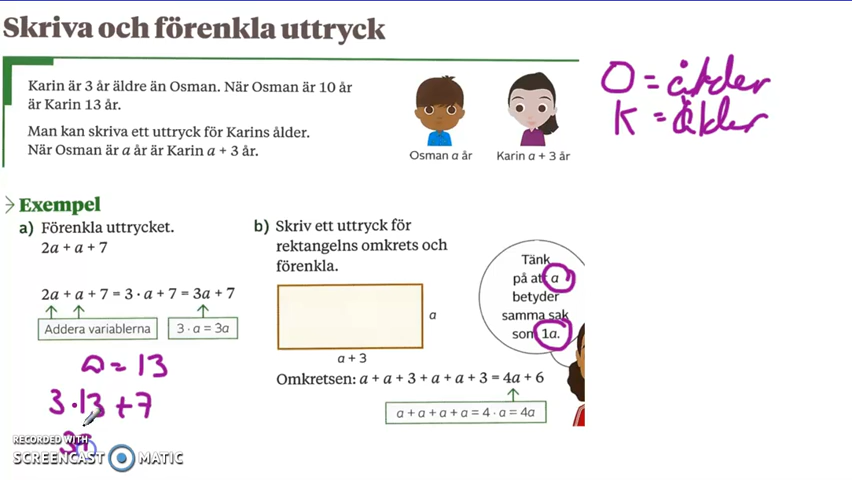 Skriva och förenkla uttryck
Karin är 3 år äldre än Osman. När Osman är 10 år
är Karin 13 år.
Man kan skriva ett uttryck för Karins ålder.
När Osman är a år är Karin a + 3 år.
Osman a år
Karin a + 3 år
O = ålder
K = ålder
Exempel
a) Förenkla uttrycket.
2a + a + 7
2a + a + 7 = 3 · a + 7 = 3a + 7
Addera variablerna
3 · a = 3a
a = 13
3 · 13 + 7
b) Skriv ett uttryck för
rektangelns omkrets och
förenkla.
a
a + 3
Omkretsen: a + a + 3 + a + a + 3 = 4a + 6
a + a + a + a = 4 · a = 4a
Tänk
på att a
betyder
samma sak
som 1a.
RECORDED WITH
SCREENCAST MATIC